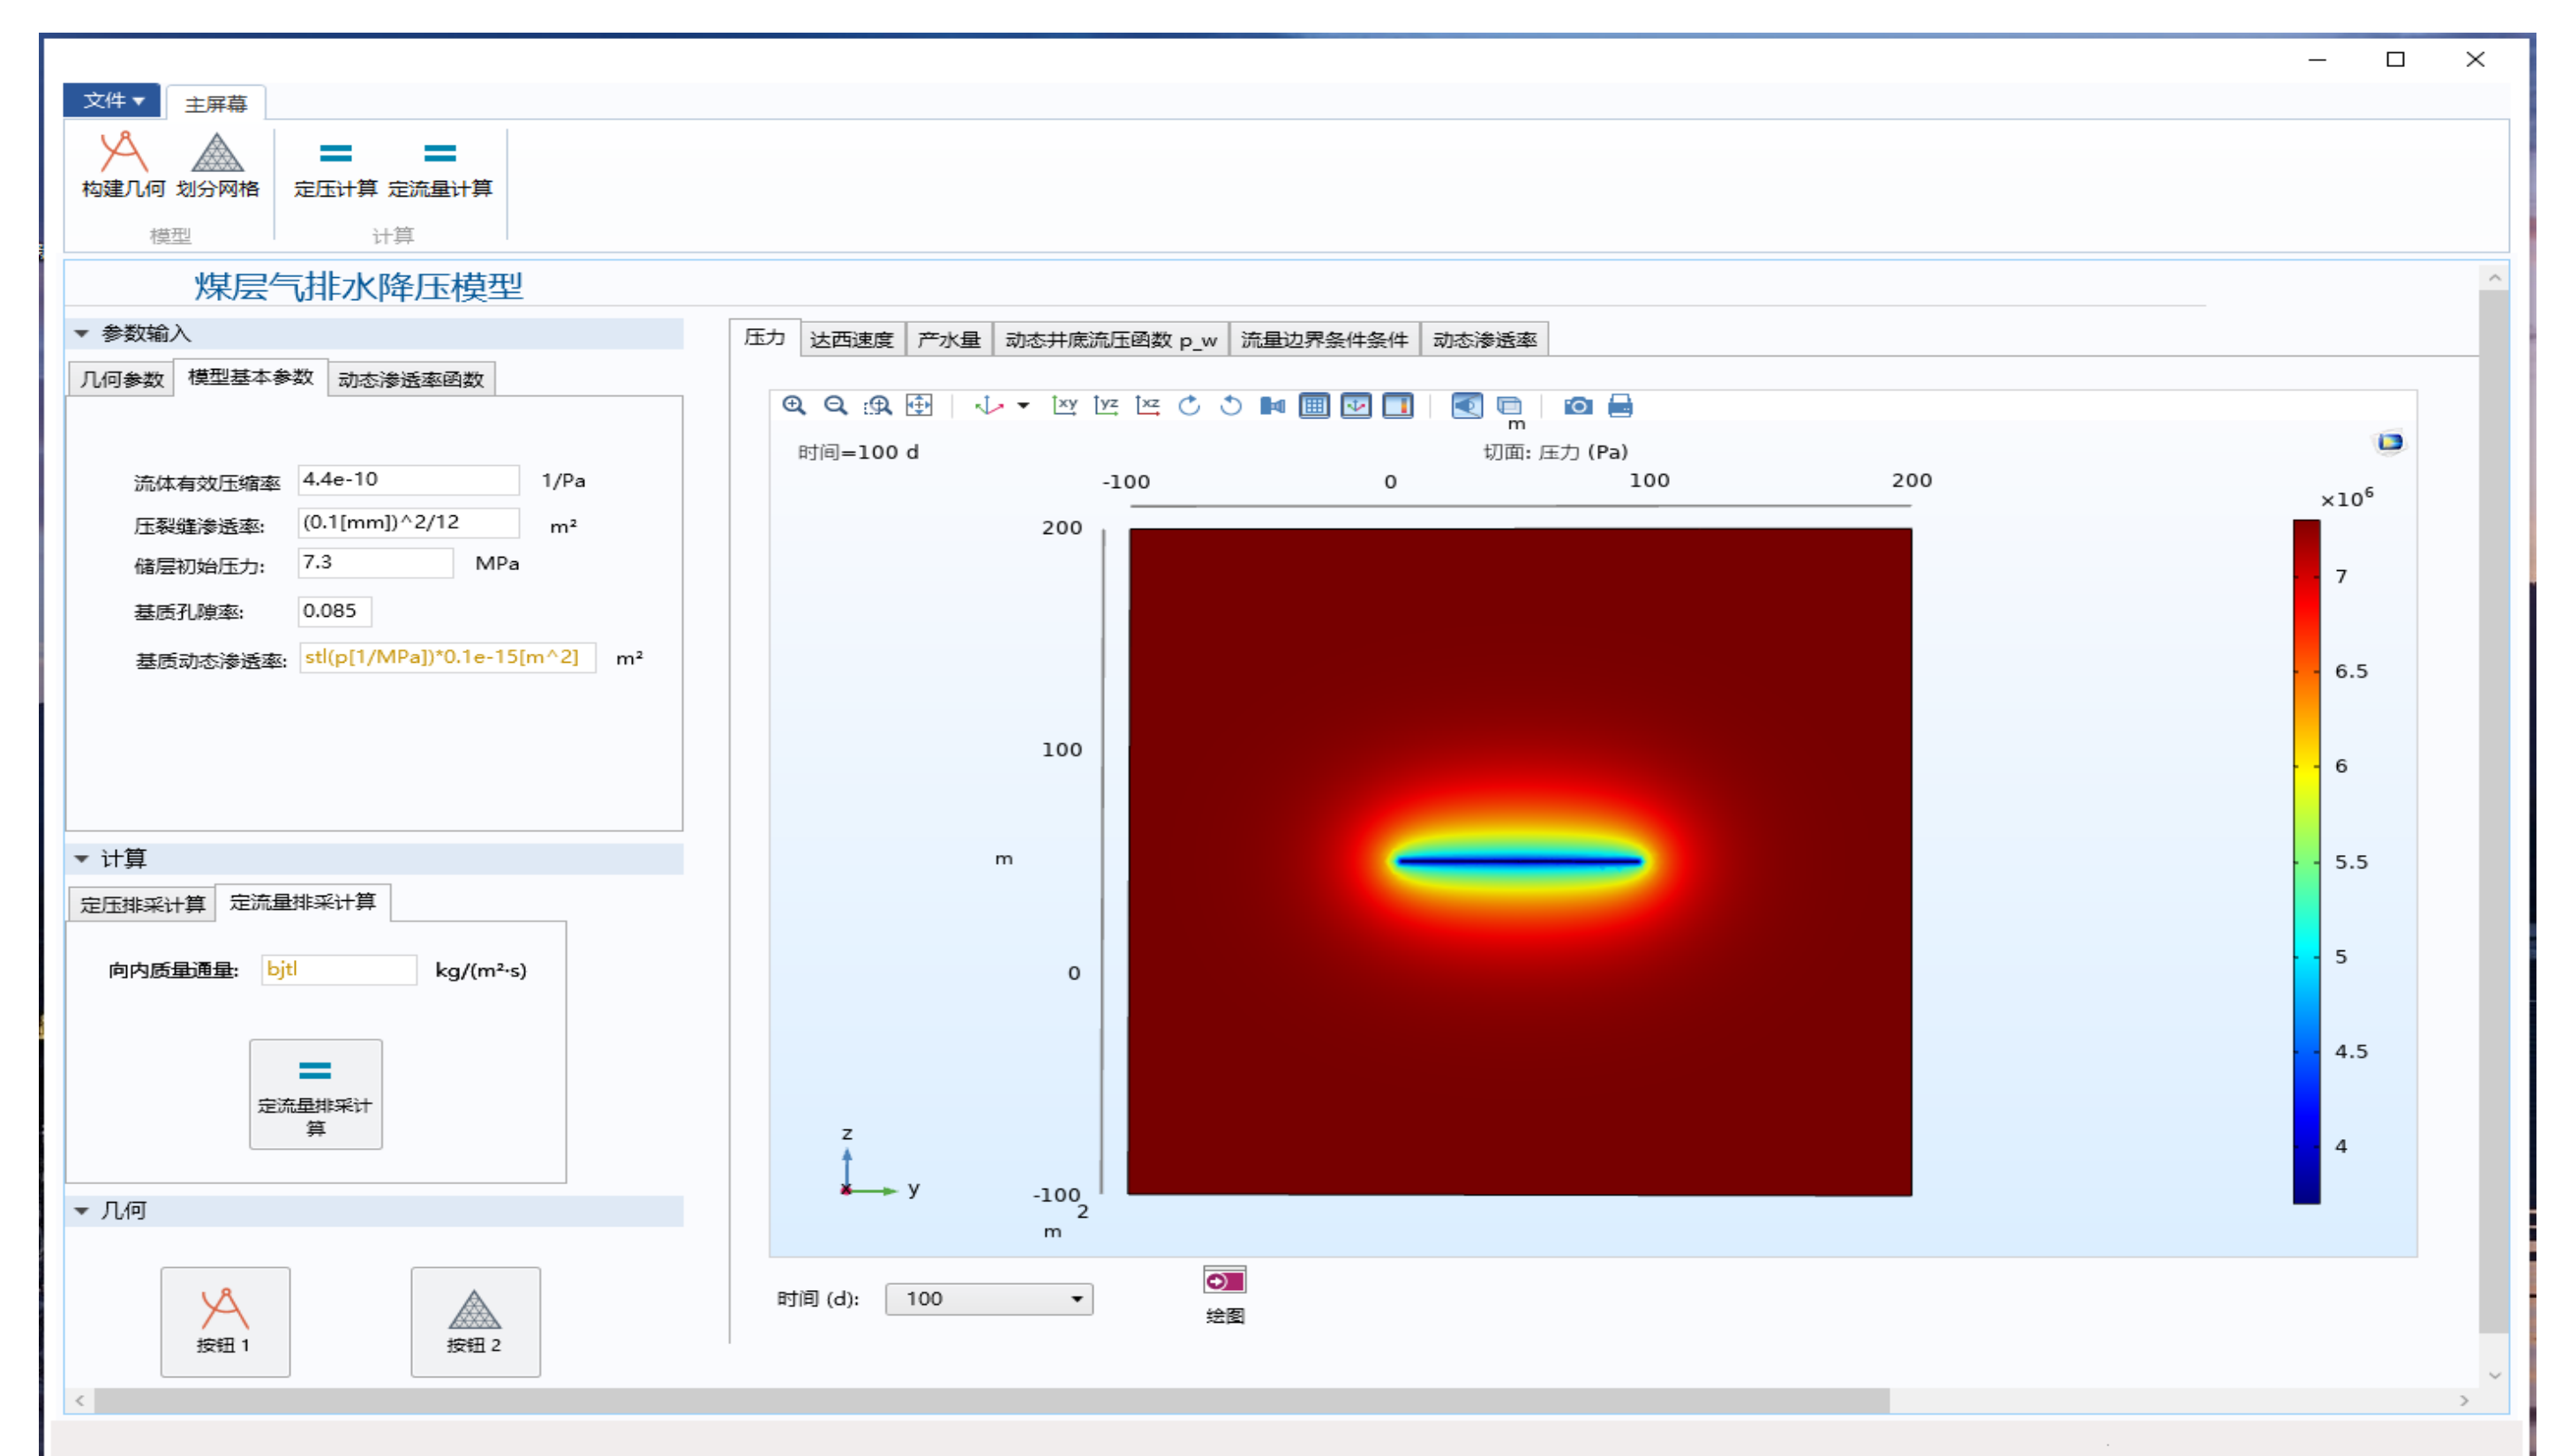 文件
主屏幕
构建几何 划分网格 定压计算 定流量计算
模型 计算
煤层气排水降压模型
参数输入
几何参数 模型基本参数 动态渗透率函数
流体有效压缩率 4.4e-10 1/Pa
压裂缝渗透率: (0.1[mm])^2/12 m²
储层初始压力: 7.3 MPa
基质孔隙率: 0.085
基质动态渗透率: stl(p[1/MPa])*0.1e-15[m^2] m²
计算
定压排采计算 定流量排采计算
向内质量通量: bjtl kg/(m²·s)
定流量排采计
算
几何
按钮 1 按钮 2
压力 达西速度 产水量 动态井底流压函数 p_w 流量边界条件条件 动态渗透率
xy yz xz
m
时间=100 d 切面: 压力 (Pa)
-100 0 100 200
×10⁶
200
100
m
0
-100
2
m
z
x
y
7
6.5
6
5.5
5
4.5
4
时间 (d): 100
绘图